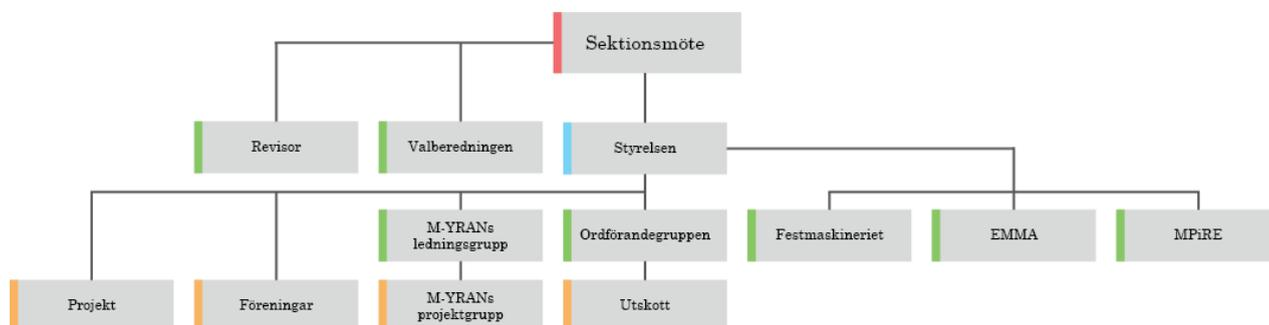 Sektionsmöte
Revisor
Valberedningen
Styrelsen
M-YRANs
ledningsgrupp
Ordförandegruppen
Festmaskineriet
EMMA
MPiRE
Projekt
Föreningar
M-YRANs
projektgrupp
Utskott